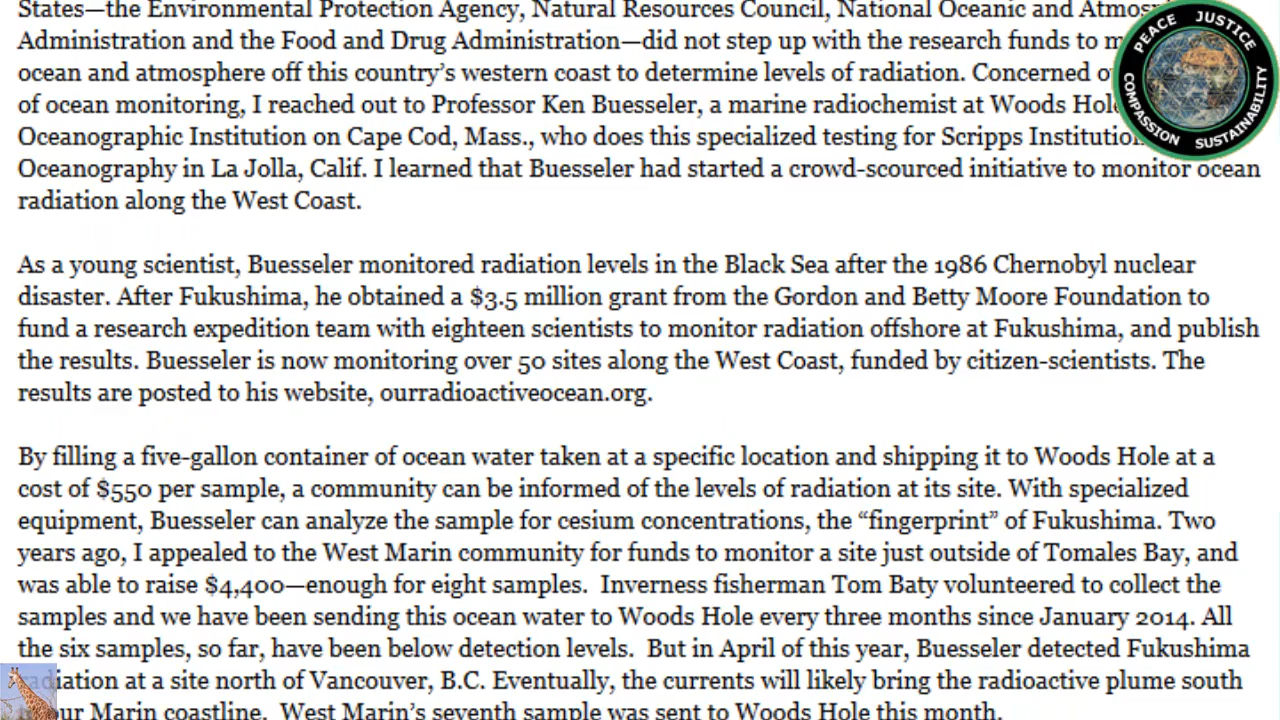 States—the Environmental Protection Agency, Natural Resources Council, National Oceanic and
Administration and the Food and Drug Administration—did not step up with the research funds to
ocean and atmosphere off this country's western coast to determine levels of radiation. Concerned
of ocean monitoring, I reached out to Professor Ken Buesseler, a marine radiochemist at Woods Hole
Oceanographic Institution on Cape Cod, Mass., who does this specialized testing for Scripps Institution
Oceanography in La Jolla, Calif. I learned that Buesseler had started a crowd-scourced initiative to monitor ocean
radiation along the West Coast.
PEACE JUSTICE
COMPASSION SUSTAINABILITY
As a young scientist, Buesseler monitored radiation levels in the Black Sea after the 1986 Chernobyl nuclear
disaster. After Fukushima, he obtained a $3.5 million grant from the Gordon and Betty Moore Foundation to
fund a research expedition team with eighteen scientists to monitor radiation offshore at Fukushima, and publish
the results. Buesseler is now monitoring over 50 sites along the West Coast, funded by citizen-scientists. The
results are posted to his website, ourradioactiveocean.org.
By filling a five-gallon container of ocean water taken at a specific location and shipping it to Woods Hole at a
cost of $550 per sample, a community can be informed of the levels of radiation at its site. With specialized
equipment, Buesseler can analyze the sample for cesium concentrations, the “fingerprint” of Fukushima. Two
years ago, I appealed to the West Marin community for funds to monitor a site just outside of Tomales Bay, and
was able to raise $4,400—enough for eight samples. Inverness fisherman Tom Baty volunteered to collect the
samples and we have been sending this ocean water to Woods Hole every three months since January 2014. All
the six samples, so far, have been below detection levels. But in April of this year, Buesseler detected Fukushima
radiation at a site north of Vancouver, B.C. Eventually, the currents will likely bring the radioactive plume south
our Marin coastline. West Marin's seventh sample was sent to Woods Hole this month.